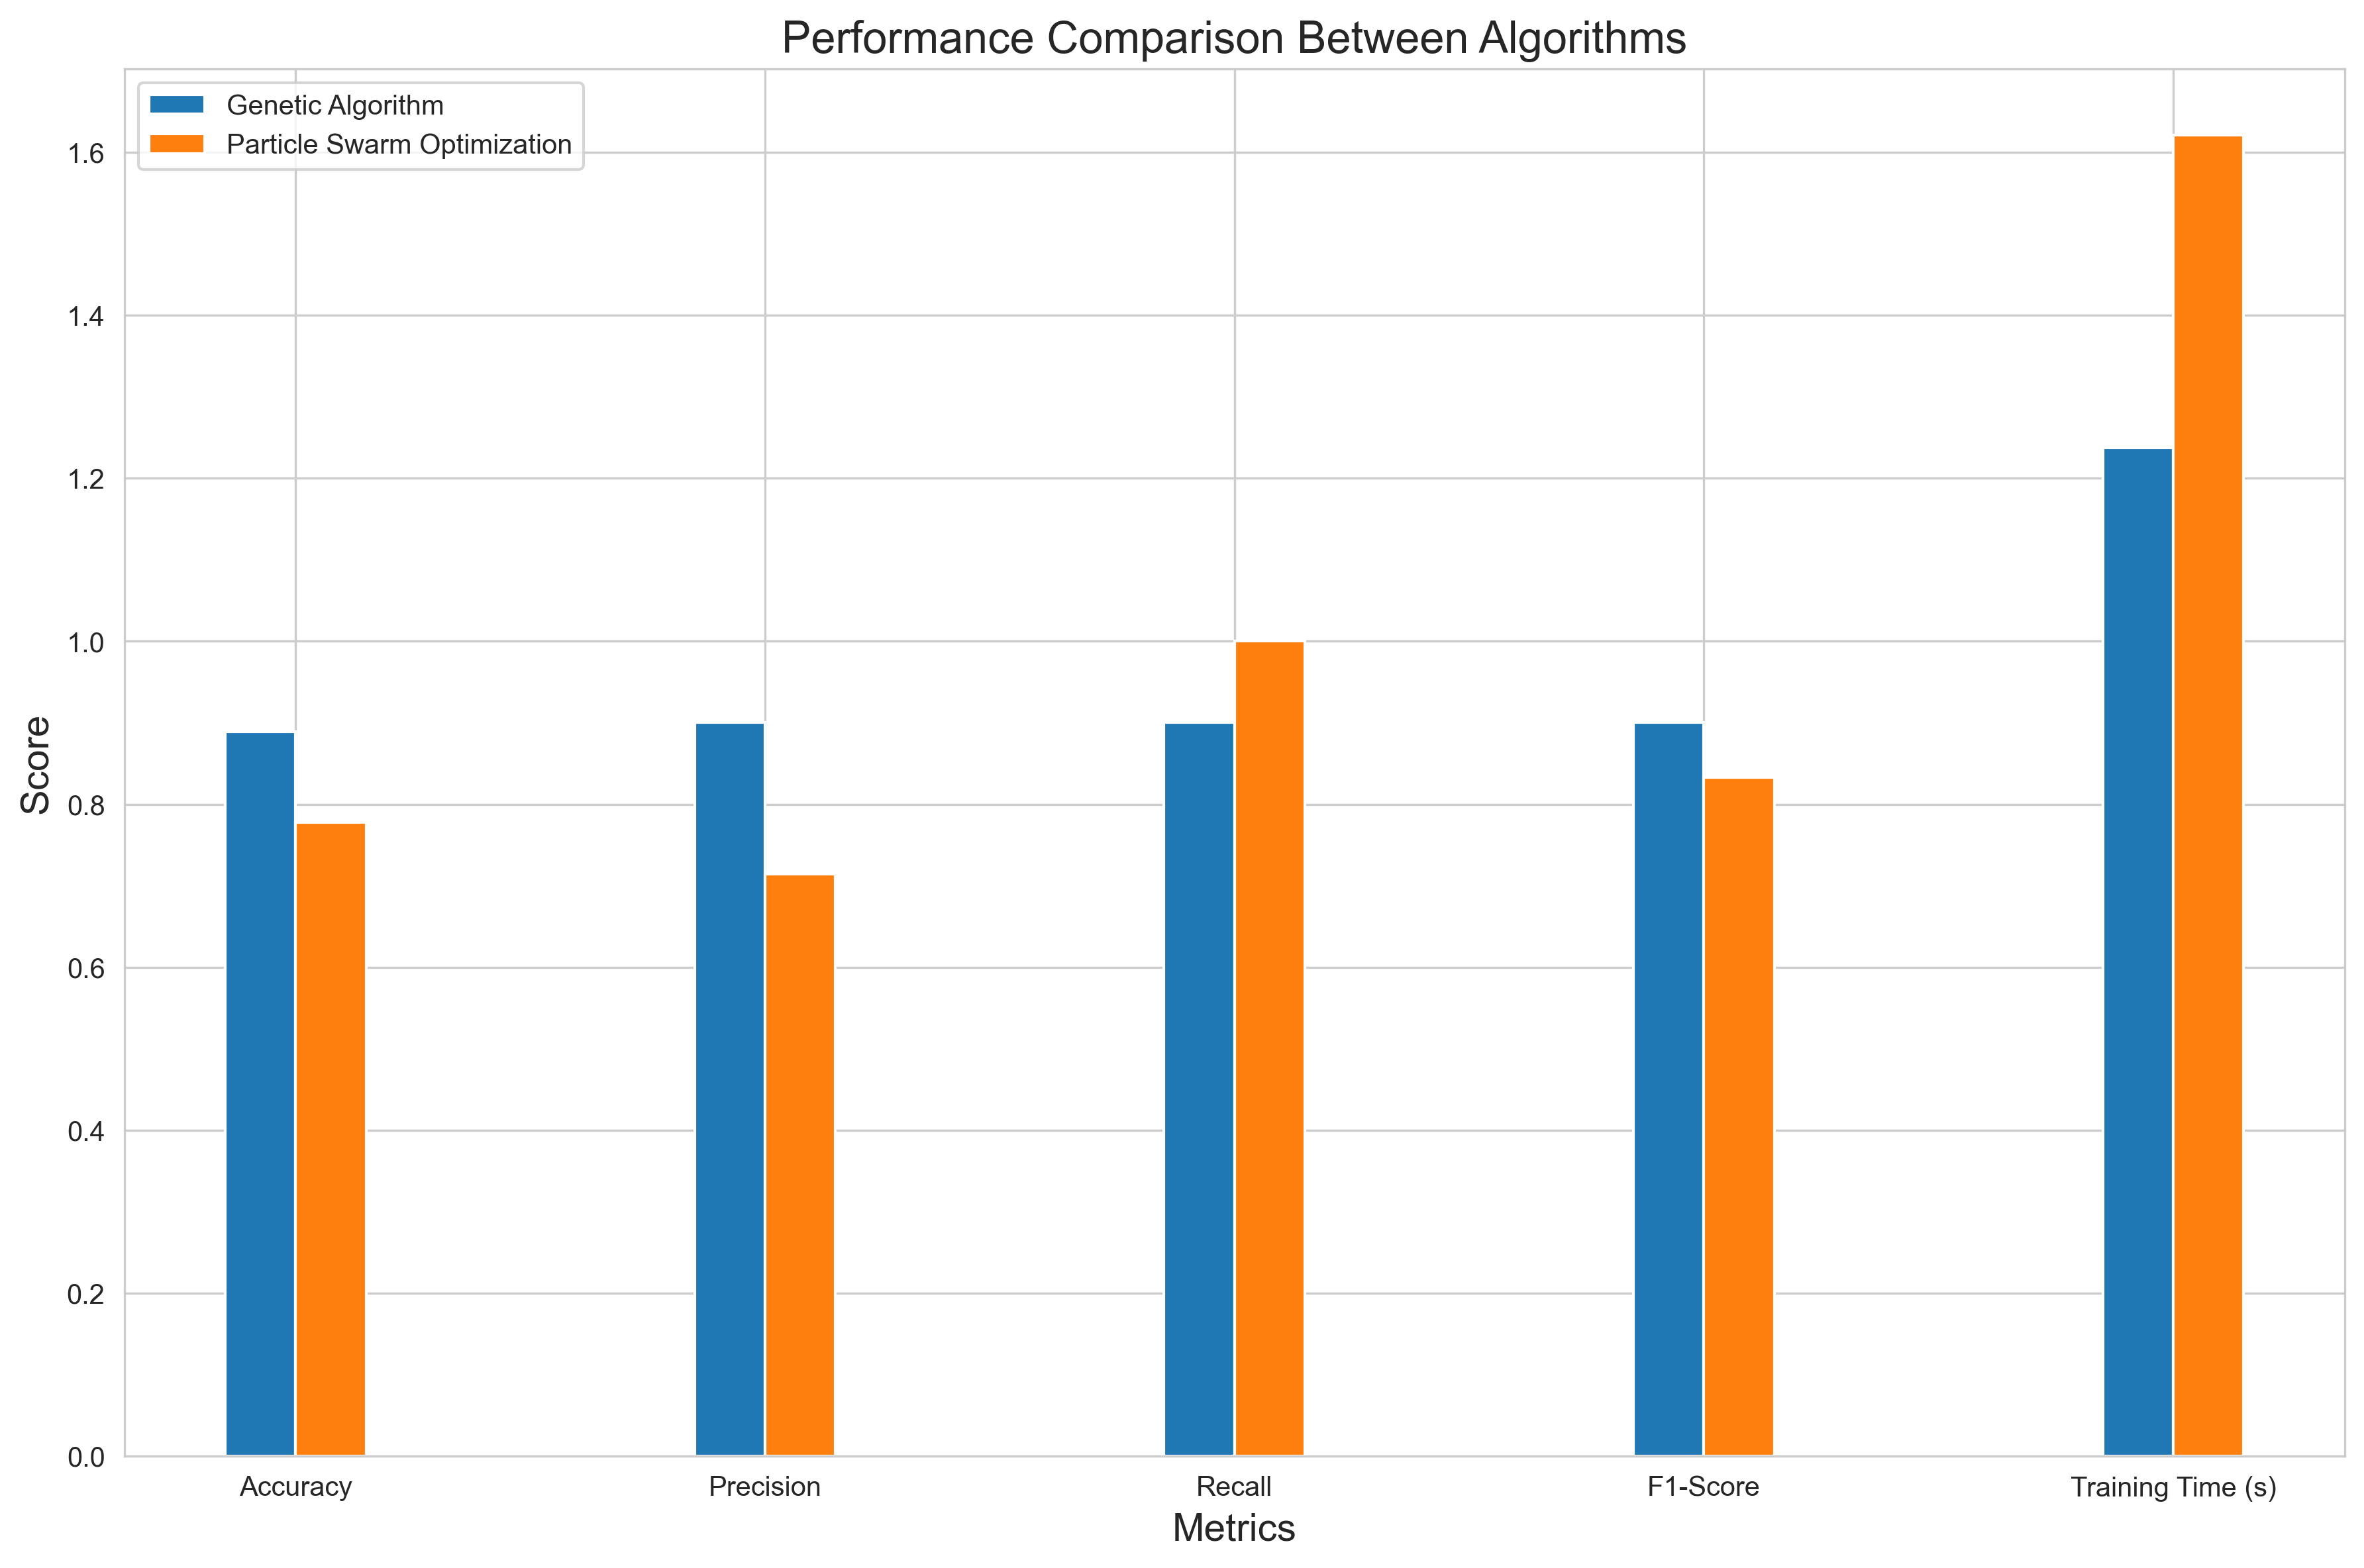 Performance Comparison Between Algorithms
Genetic Algorithm
Particle Swarm Optimization
Score
1.6
1.4
1.2
1.0
0.8
0.6
0.4
0.2
0.0
Accuracy Precision Recall F1-Score Training Time (s)
Metrics